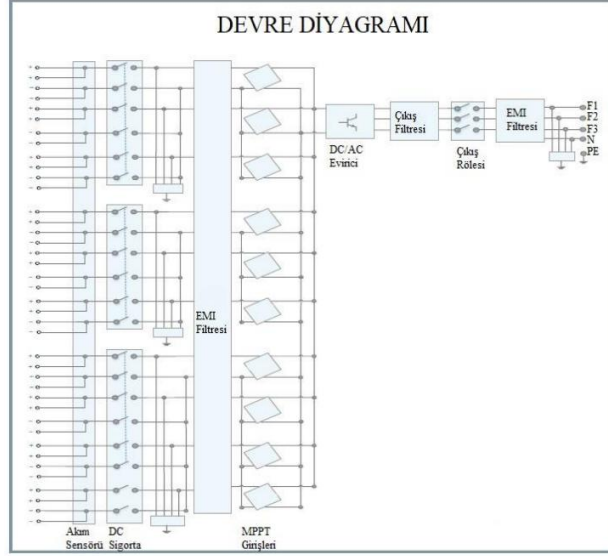 DEVRE DİYAGRAMI
F1
F2
F3
N
PE
DC/AC
Evirici
Çıkış
Filtresi
Çıkış
Rölesi
EMI
Filtresi
EMI
Filtresi
Akım
Sensörü
DC
Sigorta
MPPT
Girişleri